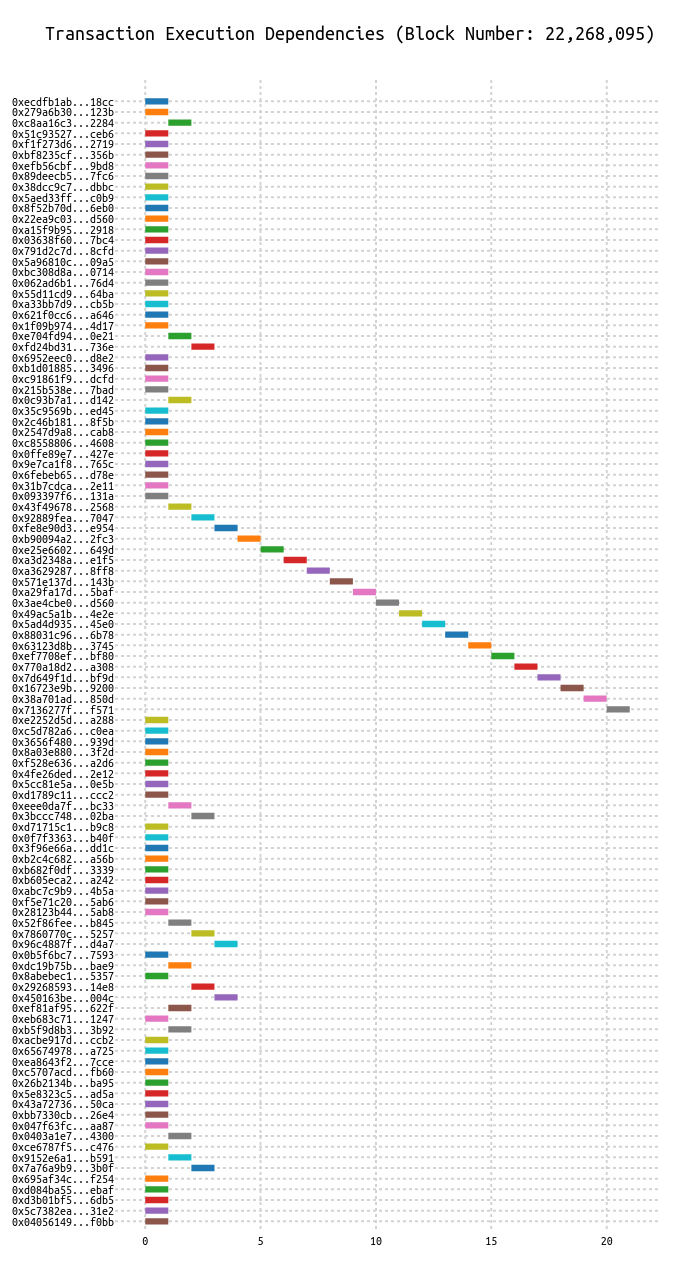 Transaction Execution Dependencies (Block Number: 22,268,095)
0xecdfb1ab...18cc
0x279a6b30...123b
0xc8aa16c3...2284
0x51c93527...ceb6
0xf1f273d6...2719
0xbf8235cf...356b
0xefb56cbf...9bd8
0x89deecb5...7fc6
0x38dcc9c7...dbbc
0x5aed33ff...c0b9
0x8f52b70d...6eb0
0x22ea9c03...d560
0xa15f9b95...2918
0x03638f60...7bc4
0x791d2c7d...8cfd
0x5a96810c...09a5
0xbc308d8a...0714
0x062ad6b1...76d4
0x55d11cd9...64ba
0xa33bb7d9...cb5b
0x621f0cc6...a646
0x1f09b974...4d17
0xe704fd94...0e21
0xfd24bd31...736e
0x6952eec0...d8e2
0xb1d01885...3496
0xc91861f9...dcfd
0x215b538e...7bad
0x0c93b7a1...d142
0x35c9569b...ed45
0x2c46b181...8f5b
0x2547d9a8...cab8
0xc8558806...4608
0x0ffe89e7...427e
0x9e7ca1f8...765c
0x6febeb65...d78e
0x31b7cdca...2e11
0x093397f6...131a
0x43f49678...2568
0x92889fea...7047
0xfe8e90d3...e954
0xb90094a2...2fc3
0xe25e6602...649d
0xa3d2348a...e1f5
0xa3629287...8ff8
0x571e137d...143b
0xa29fa17d...5baf
0x3ae4cbe0...d560
0x49ac5a1b...4e2e
0x5ad4d935...45e0
0x88031c96...6b78
0x63123d8b...3745
0xef7708ef...bf80
0x770a18d2...a308
0x7d649f1d...bf9d
0x16723e9b...9200
0x38a701ad...850d
0x7136277f...f571
0xe2252d5d...a288
0xc5d782a6...c0ea
0x3656f480...939d
0x8a03e880...3f2d
0xf528e636...a2d6
0x4fe26ded...2e12
0x5cc81e5a...0e5b
0xd1789c11...ccc2
0xeee0da7f...bc33
0x3bccc748...02ba
0xd71715c1...b9c8
0x0f7f3363...b40f
0x3f96e66a...dd1c
0xb2c4c682...a56b
0xb682f0df...3339
0xb605eca2...a242
0xabc7c9b9...4b5a
0xf5e71c20...5ab6
0x28123b44...5ab8
0x52f86fee...b845
0x7860770c...5257
0x96c4887f...d4a7
0x0b5f6bc7...7593
0xdc19b75b...bae9
0x8abebec1...5357
0x29268593...14e8
0x450163be...004c
0xef81af95...622f
0xeb683c71...1247
0xb5f9d8b3...3b92
0xacbe917d...ccb2
0x65674978...a725
0xea8643f2...7cce
0xc5707acd...fb60
0x26b2134b...ba95
0x5e8323c5...ad5a
0x43a72736...50ca
0xbb7330cb...26e4
0x047f63fc...aa87
0x0403a1e7...4300
0xce6787f5...c476
0x9152e6a1...b591
0x7a76a9b9...3b0f
0x695af34c...f254
0xd084ba55...ebaf
0xd3b01bf5...6db5
0x5c7382ea...31e2
0x04056149...f0bb
0 5 10 15 20